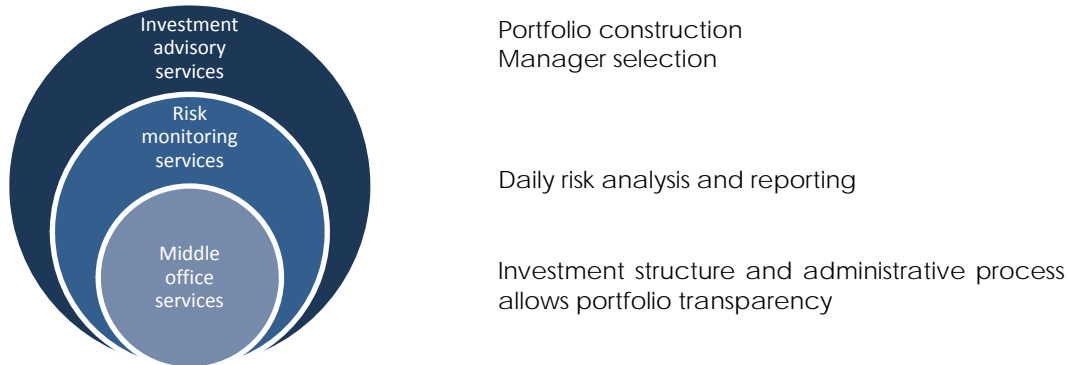 Investment
advisory
services
Portfolio construction
Manager selection
Risk
monitoring
services
Daily risk analysis and reporting
Middle
office
services
Investment structure and administrative process
allows portfolio transparency